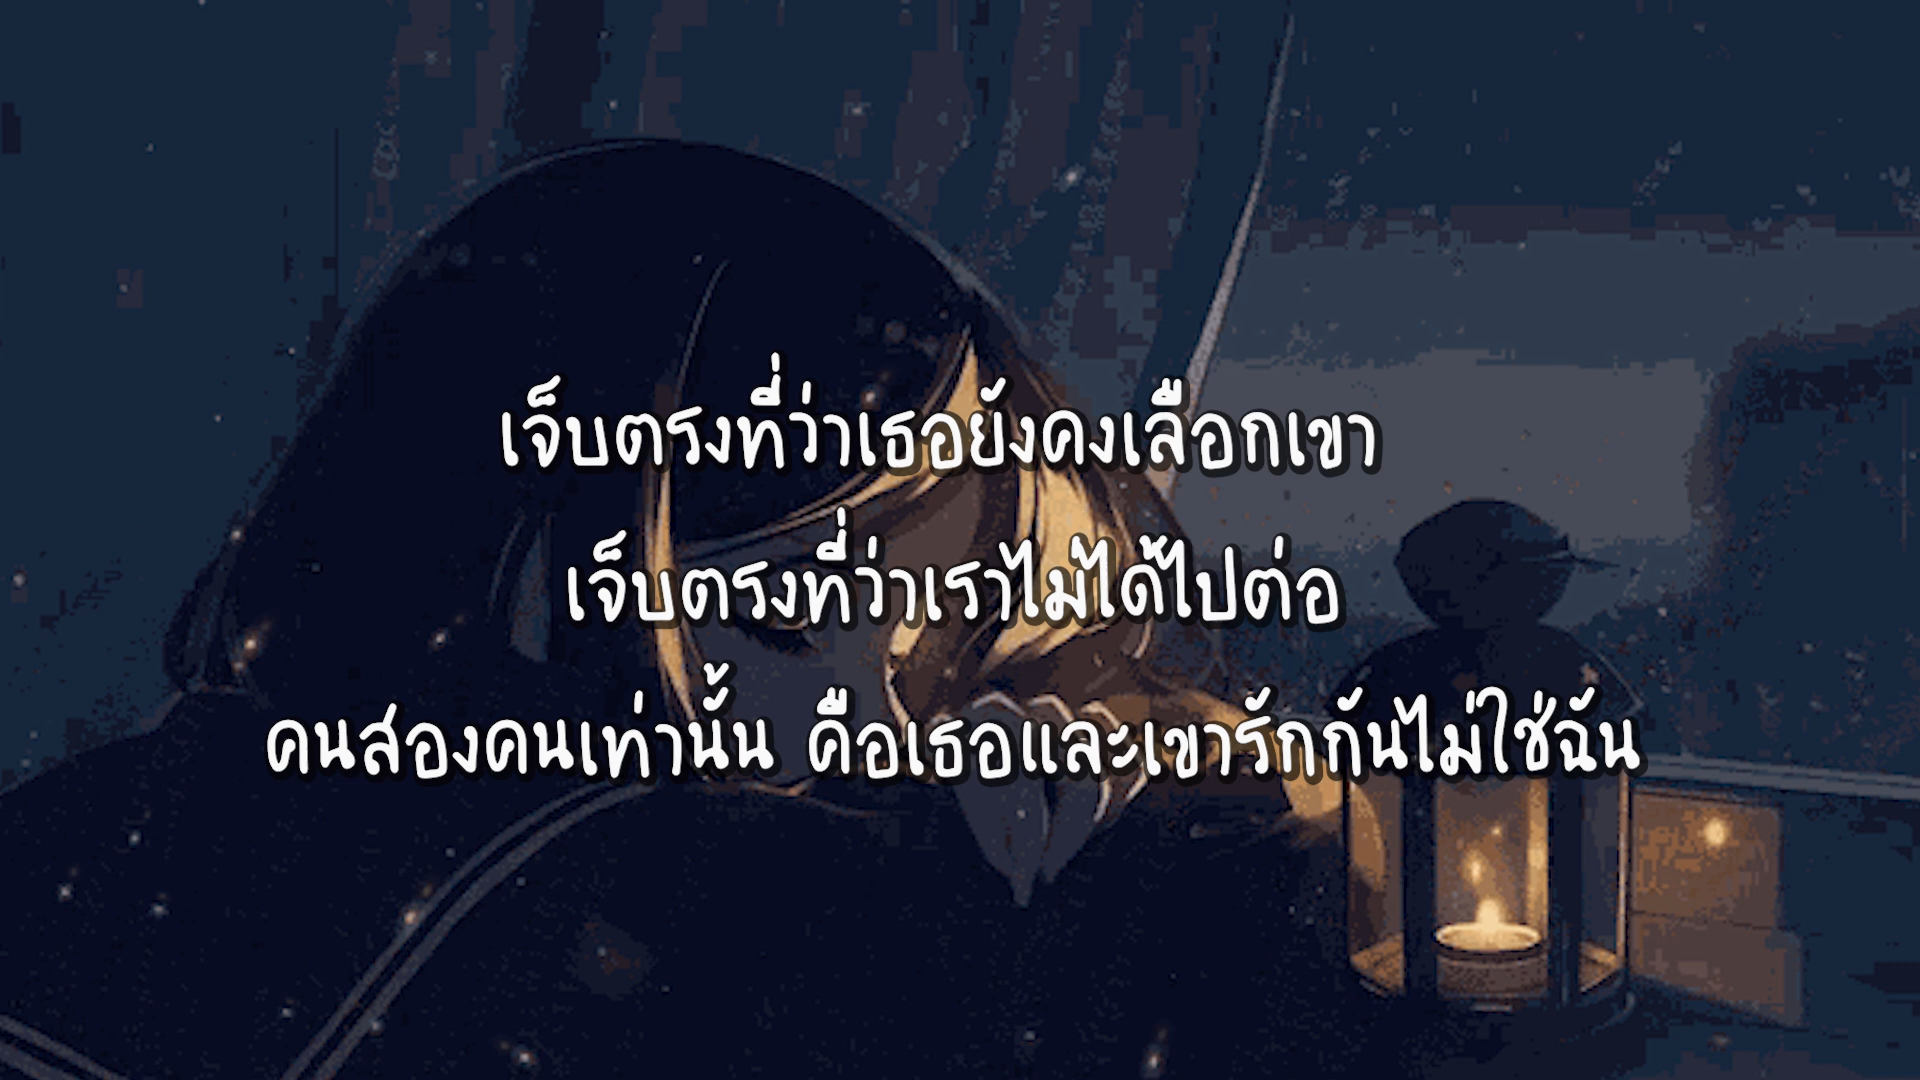 เจ็บตรงที่ว่าเธอยังคงเลือกเขา
เจ็บตรงที่ว่าเราไม่ได้ไปต่อ
คนสองคนเท่านั้น คือเธอและเขารักกันไม่ใช่ฉัน